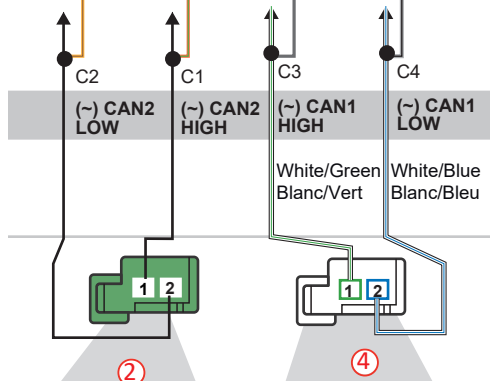 C2
C1
C3
C4
(~) CAN2
LOW
(~) CAN2
HIGH
(~) CAN1
HIGH
(~) CAN1
LOW
White/Green
Blanc/Vert
White/Blue
Blanc/Bleu
1 2
1 2
2
4